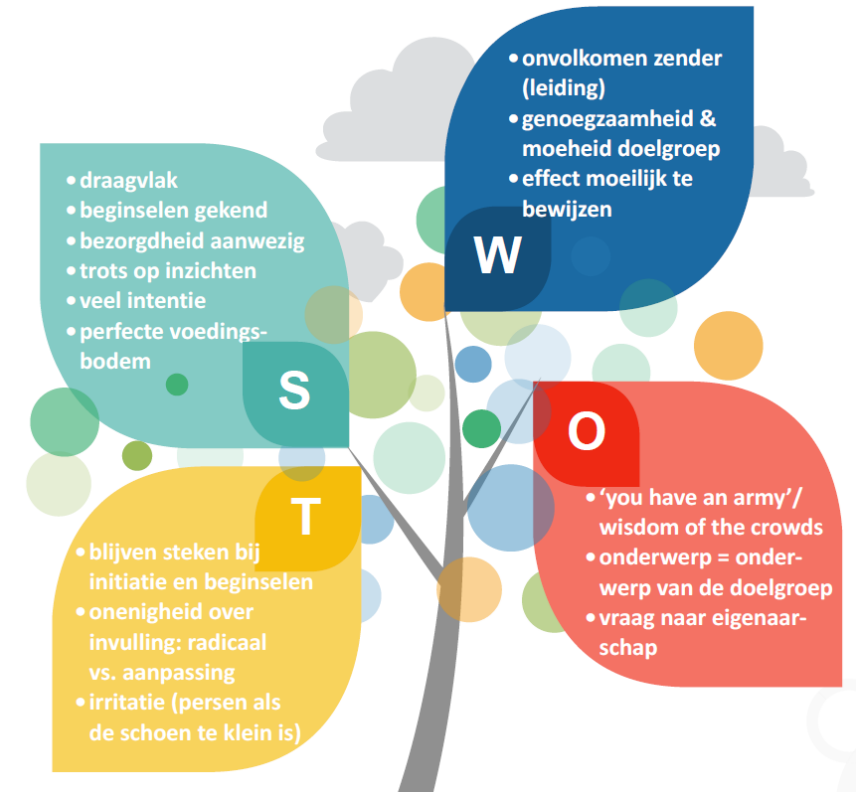 • draagvlak
• beginselen gekend
• bezorgdheid aanwezig
• trots op inzichten
• veel intentie
• perfecte voedings-
bodem
S
• onvolkomen zender
(leiding)
• genoegzaamheid &
moeheid doelgroep
• effect moeilijk te
bewijzen
W
O
• ‘you have an army’/
wisdom of the crowds
• onderwerp = onder-
werp van de doelgroep
• vraag naar eigenaar-
schap
T
• blijven steken bij
initiatie en beginselen
• onenigheid over
invulling: radicaal
vs. aanpassing
• irritatie (persen als
de schoen te klein is)